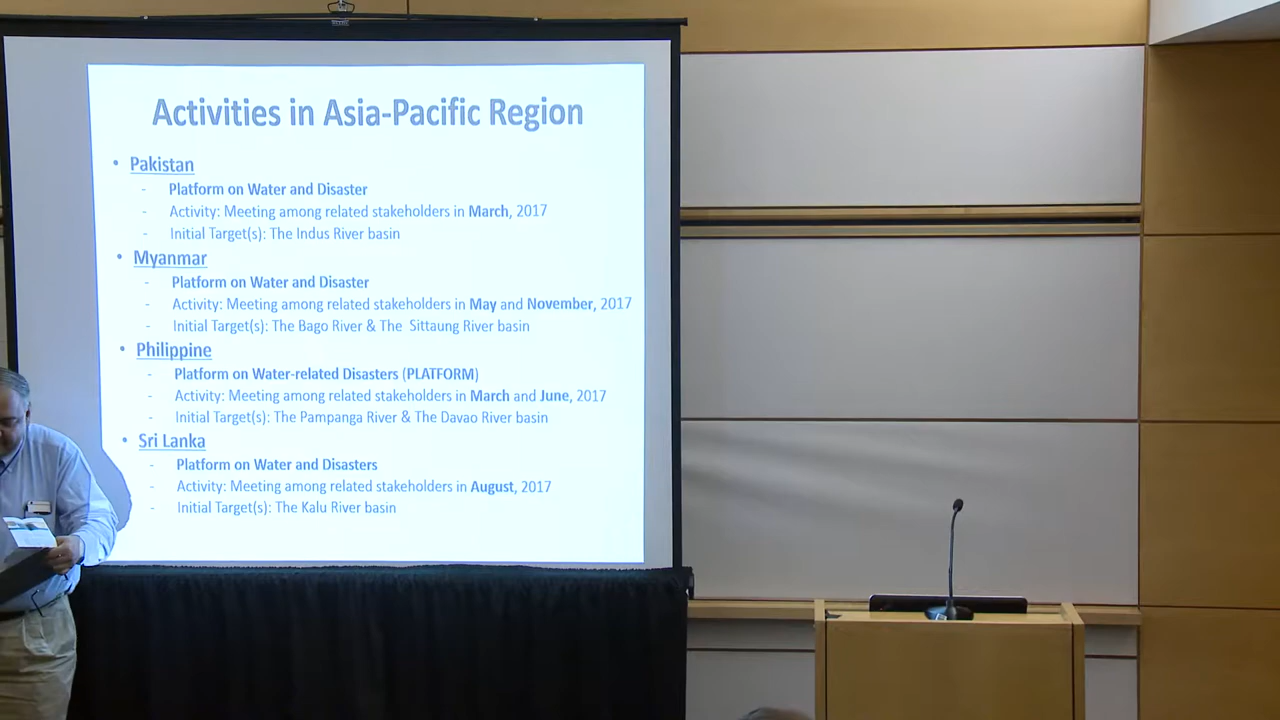 Activities in Asia-Pacific Region
• Pakistan
- Platform on Water and Disaster
- Activity: Meeting among related stakeholders in March, 2017
- Initial Target(s): The Indus River basin
• Myanmar
- Platform on Water and Disaster
- Activity: Meeting among related stakeholders in May and November, 2017
- Initial Target(s): The Bago River & The Sittaung River basin
• Philippine
- Platform on Water-related Disasters (PLATFORM)
- Activity: Meeting among related stakeholders in March and June, 2017
- Initial Target(s): The Pampanga River & The Davao River basin
• Sri Lanka
- Platform on Water and Disasters
- Activity: Meeting among related stakeholders in August, 2017
- Initial Target(s): The Kalu River basin